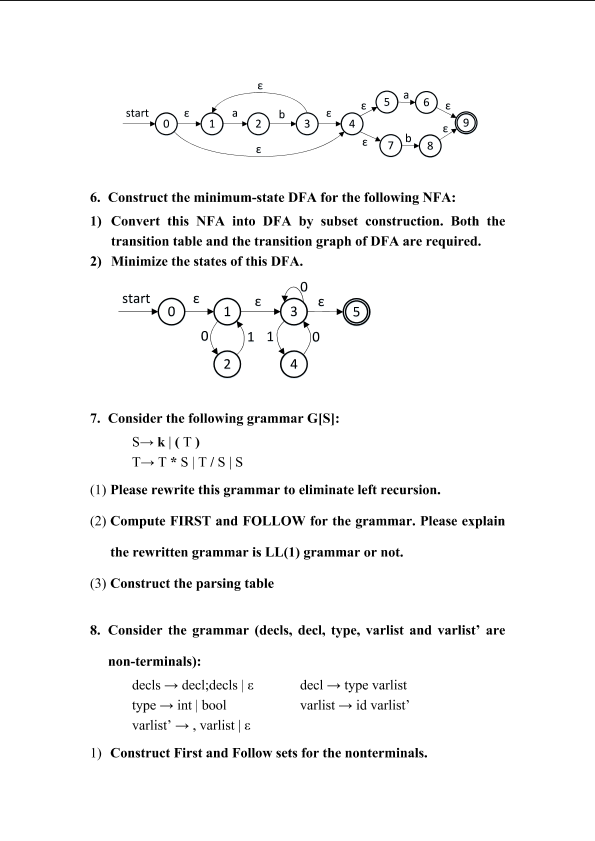 ε
start 0 ε 1 a 2 b 3 ε 4 ε 5 a 6 ε 9
ε 7 b 8 ε
ε
6. Construct the minimum-state DFA for the following NFA:
1) Convert this NFA into DFA by subset construction. Both the
transition table and the transition graph of DFA are required.
2) Minimize the states of this DFA.
0
start 0 ε 1 ε 3 ε 5
0 1 1 0
2 4
7. Consider the following grammar G[S]:
S→ k | ( T )
T→ T * S | T / S | S
(1) Please rewrite this grammar to eliminate left recursion.
(2) Compute FIRST and FOLLOW for the grammar. Please explain
the rewritten grammar is LL(1) grammar or not.
(3) Construct the parsing table
8. Consider the grammar (decls, decl, type, varlist and varlist’ are
non-terminals):
decls → decl;decls | ε decl → type varlist
type → int | bool varlist → id varlist’
varlist’ → , varlist | ε
1) Construct First and Follow sets for the nonterminals.